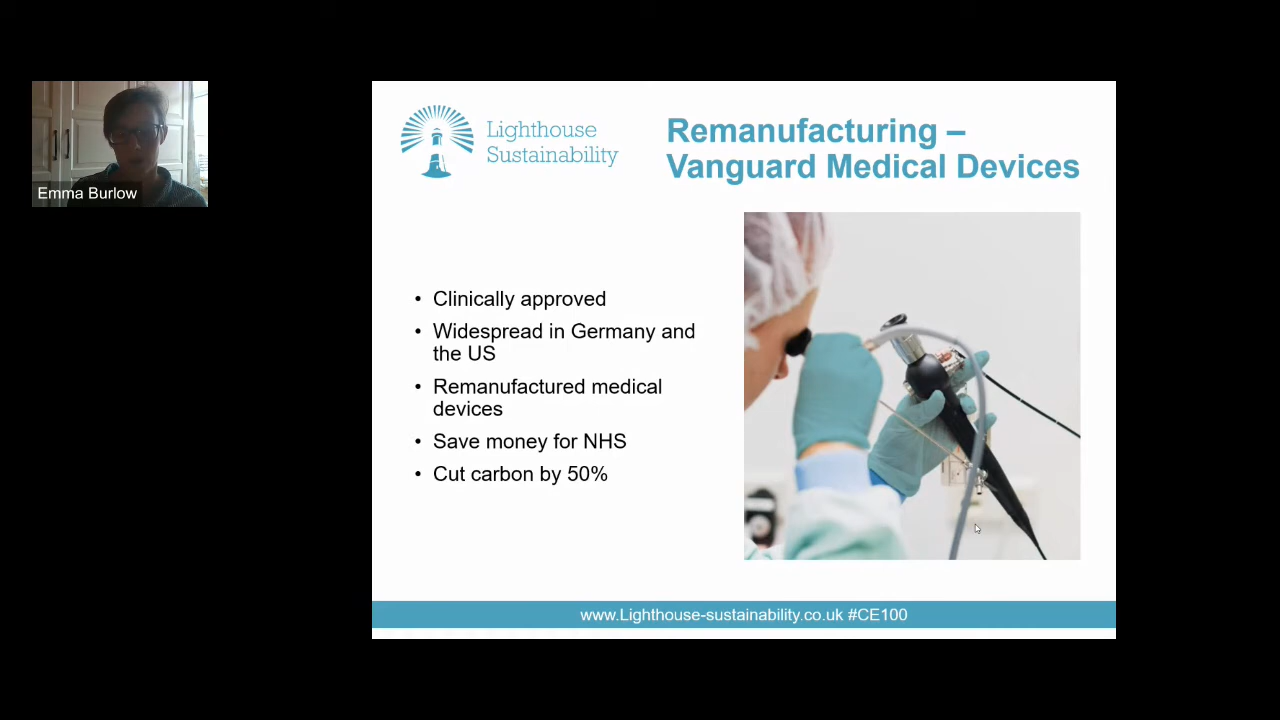 Emma Burlow
Lighthouse
Sustainability
Remanufacturing –
Vanguard Medical Devices
• Clinically approved
• Widespread in Germany and
the US
• Remanufactured medical
devices
• Save money for NHS
• Cut carbon by 50%
www.Lighthouse-sustainability.co.uk #CE100